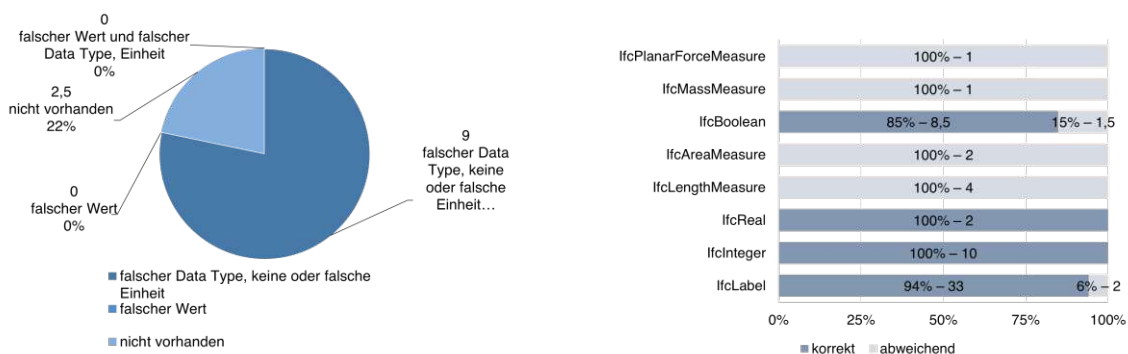 0
falscher Wert und falscher
Data Type, Einheit
0%
2,5
nicht vorhanden
22%
0
falscher Wert
0%
9
falscher Data
Type, keine
oder falsche
Einheit...
falscher Data Type, keine oder falsche
Einheit
falscher Wert
nicht vorhanden
IfcPlanarForceMeasure 100% – 1
IfcMassMeasure 100% – 1
IfcBoolean 85% – 8,5 15% – 1,5
IfcAreaMeasure 100% – 2
IfcLengthMeasure 100% – 4
IfcReal 100% – 2
IfcInteger 100% – 10
IfcLabel 94% – 33 6% – 2
0% 25% 50% 75% 100%
korrekt abweichend